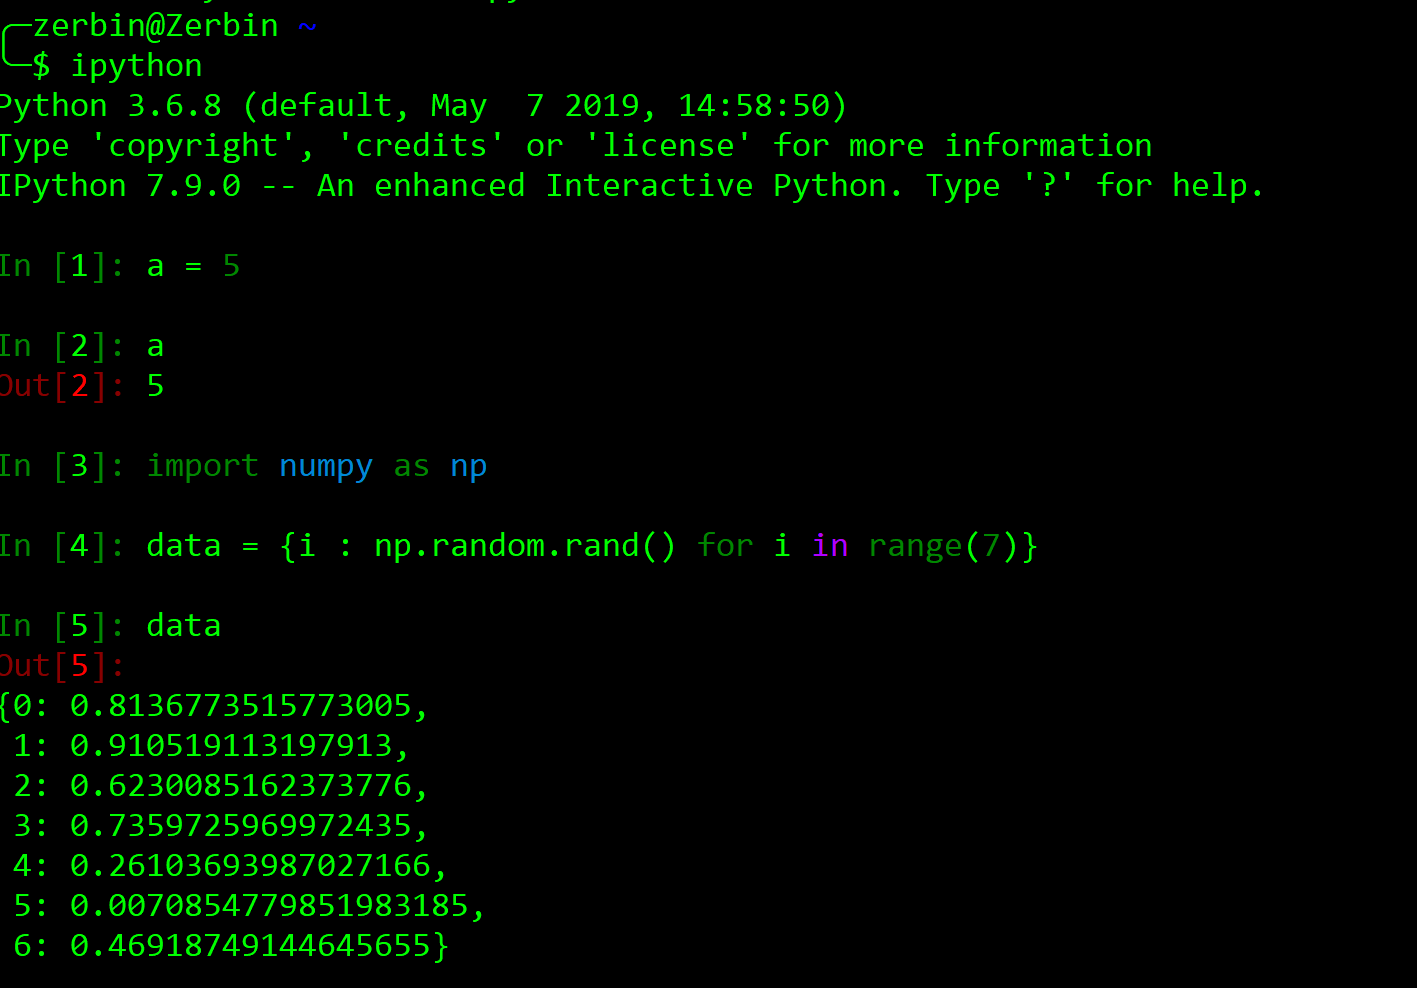 zerbin@Zerbin ~
$ ipython
Python 3.6.8 (default, May  7 2019, 14:58:50)
Type 'copyright', 'credits' or 'license' for more information
IPython 7.9.0 -- An enhanced Interactive Python. Type '?' for help.
In [1]: a = 5
In [2]: a
Out[2]: 5
In [3]: import numpy as np
In [4]: data = {i : np.random.rand() for i in range(7)}
In [5]: data
Out[5]:
{0: 0.8136773515773005,
1: 0.910519113197913,
2: 0.6230085162373776,
3: 0.7359725969972435,
4: 0.26103693987027166,
5: 0.0070854779851983185,
6: 0.46918749144645655}